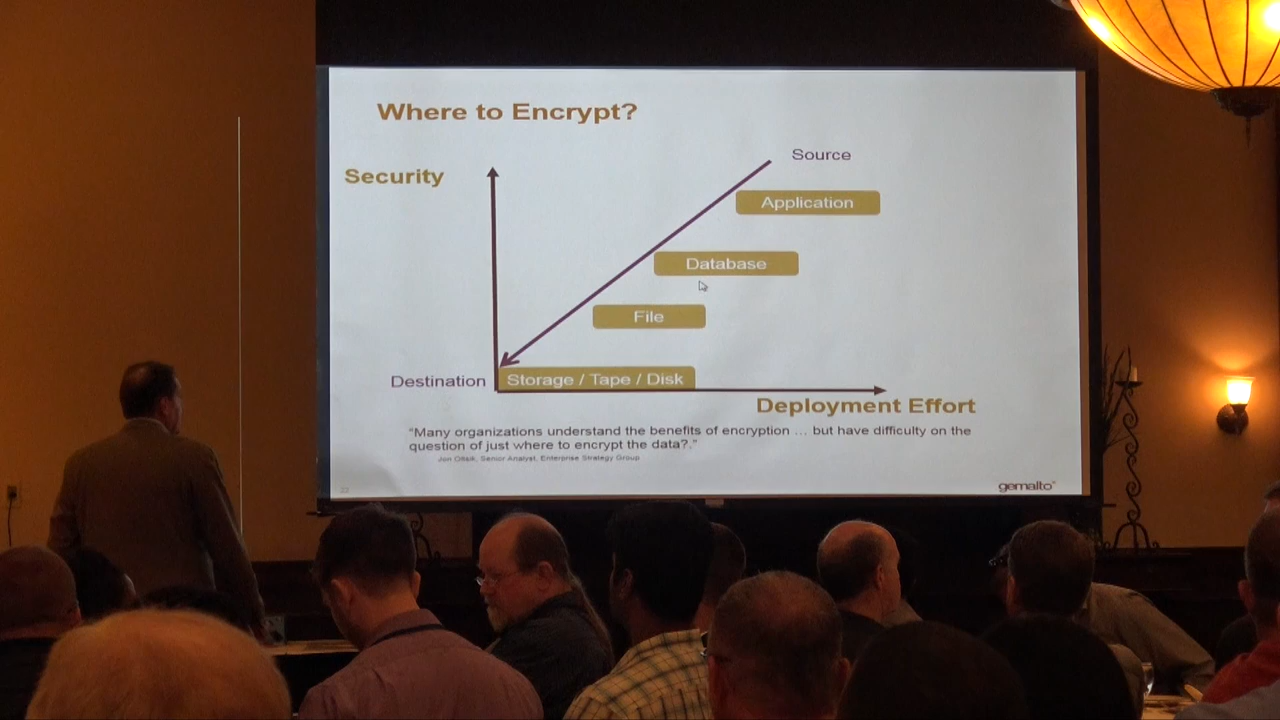 Where to Encrypt?
Security
Source
Application
Database
File
Destination
Storage / Tape / Disk
Deployment Effort
“Many organizations understand the benefits of encryption … but have difficulty on the
question of just where to encrypt the data?.”
Jon Oltsik, Senior Analyst, Enterprise Strategy Group
gemalto